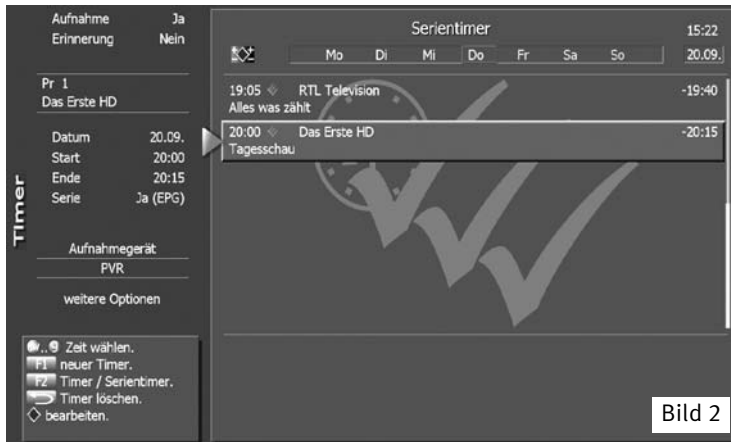 Aufnahme Ja
Erinnerung Nein
Pr 1
Das Erste HD
Datum 20.09.
Start 20:00
Ende 20:15
Serie Ja (EPG)
Timer
Aufnahmegerät
PVR
weitere Optionen
..9 Zeit wählen.
F1 neuer Timer.
F2 Timer / Serientimer.
Timer löschen.
bearbeiten.
Serientimer 15:22
Mo Di Mi Do Fr Sa So 20.09.
19:05 RTL Television -19:40
Alles was zählt
20:00 Das Erste HD -20:15
Tagesschau
Bild 2